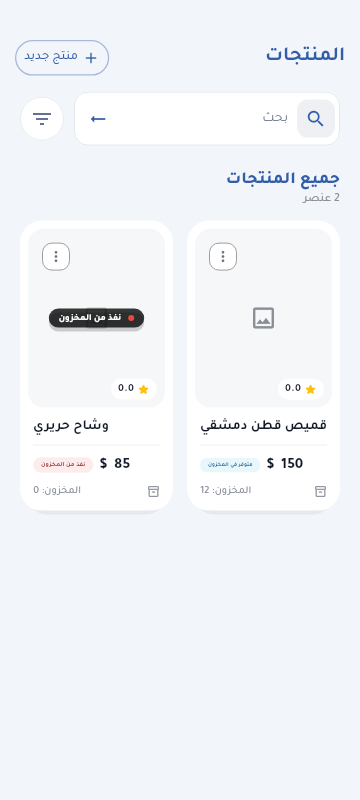 المنتجات
منتج جديد
بحث
جميع المنتجات
2 عنصر
0.0
قميص قطن دمشقي
$ 150
متوفر في المخزون
المخزون: 12
نفذ من المخزون
0.0
وشاح حريري
$ 85
نفذ من المخزون
المخزون: 0